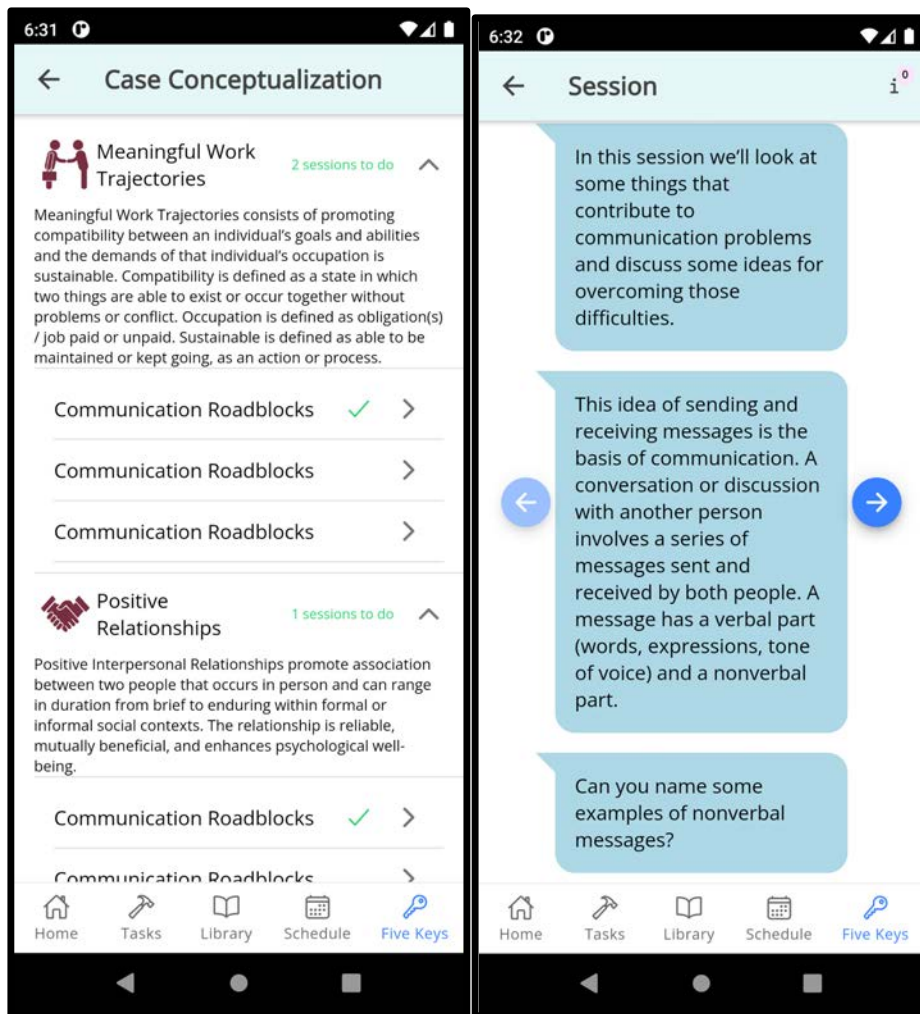 6:31
Case Conceptualization
Meaningful Work
Trajectories
2 sessions to do
Meaningful Work Trajectories consists of promoting
compatibility between an individual's goals and abilities
and the demands of that individual's occupation is
sustainable. Compatibility is defined as a state in which
two things are able to exist or occur together without
problems or conflict. Occupation is defined as obligation(s)
/ job paid or unpaid. Sustainable is defined as able to be
maintained or kept going, as an action or process.
Communication Roadblocks
Communication Roadblocks
Communication Roadblocks
Positive
Relationships
1 sessions to do
Positive Interpersonal Relationships promote association
between two people that occurs in person and can range
in duration from brief to enduring within formal or
informal social contexts. The relationship is reliable,
mutually beneficial, and enhances psychological well-
being.
Communication Roadblocks
Communication Roadblocks
Home
Tasks
Library
Schedule
Five Keys
6:32
Session
i 0
In this session we'll look at
some things that
contribute to
communication problems
and discuss some ideas for
overcoming those
difficulties.
This idea of sending and
receiving messages is the
basis of communication. A
conversation or discussion
with another person
involves a series of
messages sent and
received by both people. A
message has a verbal part
(words, expressions, tone
of voice) and a nonverbal
part.
Can you name some
examples of nonverbal
messages?
Home
Tasks
Library
Schedule
Five Keys